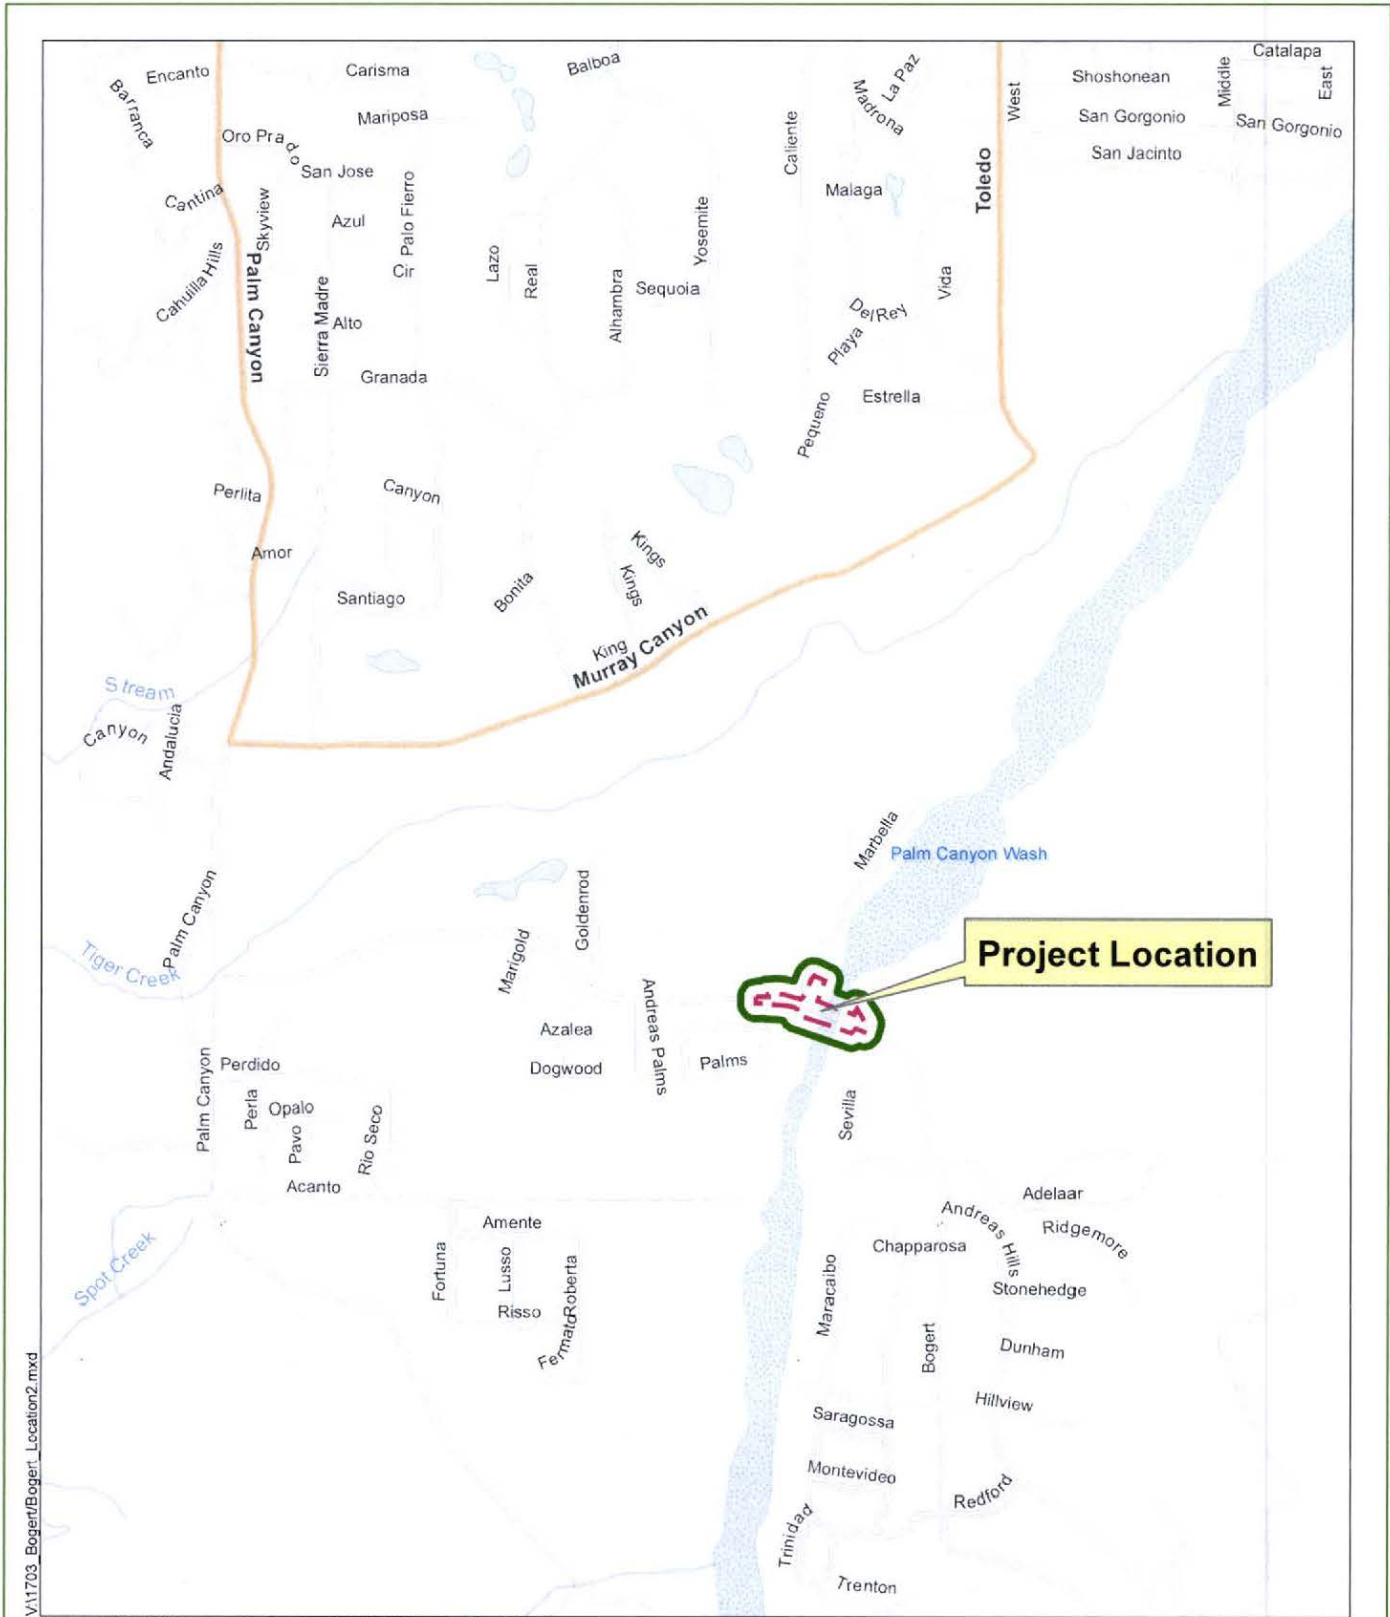 Catalapa
Encanto
Carisma
Balboa
La Paz
Madrona
West
Shoshonean
Middle
East
Barranca
Mariposa
San Gorgonio
San Gorgonio
Oro Prado
Caliente
San Jacinto
San Jose
Toledo
Cantina
Skyview
Palo Fierro
Malaga
Azul
Yosemite
Cahuilla Hills
Palm Canyon
Cir
Lazo
Real
Vida
Sierra Madre
Alhambra
Sequoia
Alto
Del Rey
Playa
Granada
Estrella
Pequeno
Perlita
Canyon
Amor
Kings
Kings
Santiago
Bonita
King
Murray Canyon
Stream
Canyon
Andalucia
Marbella
Palm Canyon Wash
Palm Canyon
Goldenrod
Tiger Creek
Marigold
Project Location
Andreas Palms
Azalea
Palms
Dogwood
Palm Canyon
Perdido
Perla
Opalo
Pavo
Rio Seco
Sevilla
Acanto
Adelaar
Amente
Andreas Hills
Ridgemore
Spot Creek
Fortuna
Lusso
Roberta
Chapparosa
Maracaibo
Stonehedge
Risso
Fermato
Bogert
Dunham
Hillview
Saragossa
Montevideo
Redford
Trinidad
Trenton
V:\1703_Bogert/Bogert_Location2.mxd